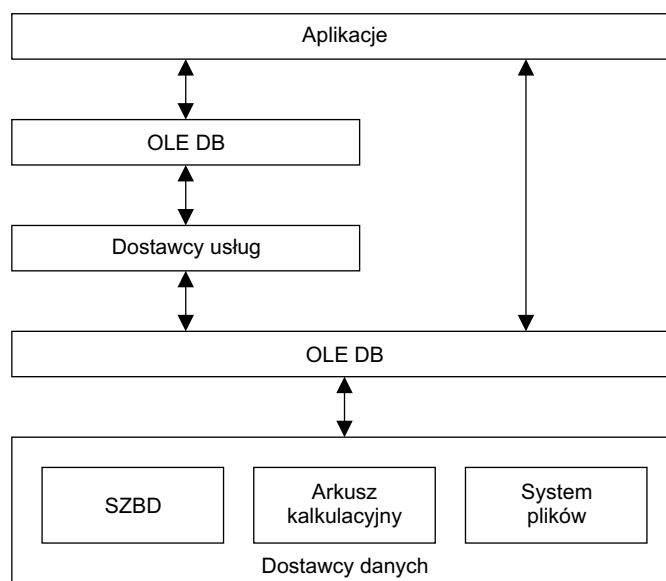 Aplikacje
OLE DB
Dostawcy usług
OLE DB
SZBD
Arkusz
kalkulacyjny
System
plików
Dostawcy danych